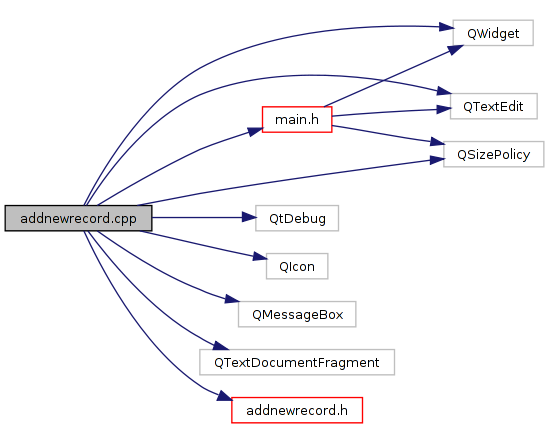 QWidget
QTextEdit
main.h
QSizePolicy
addnewrecord.cpp
QtDebug
QIcon
QMessageBox
QTextDocumentFragment
addnewrecord.h